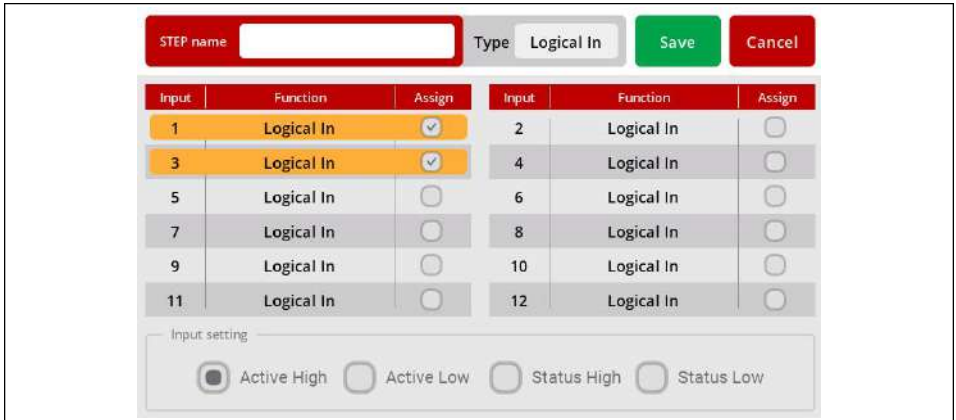 STEP name Type Logical In Save Cancel
Input Function Assign Input Function Assign
1 Logical In 2 Logical In
3 Logical In 4 Logical In
5 Logical In 6 Logical In
7 Logical In 8 Logical In
9 Logical In 10 Logical In
11 Logical In 12 Logical In
Input setting
Active High Active Low Status High Status Low